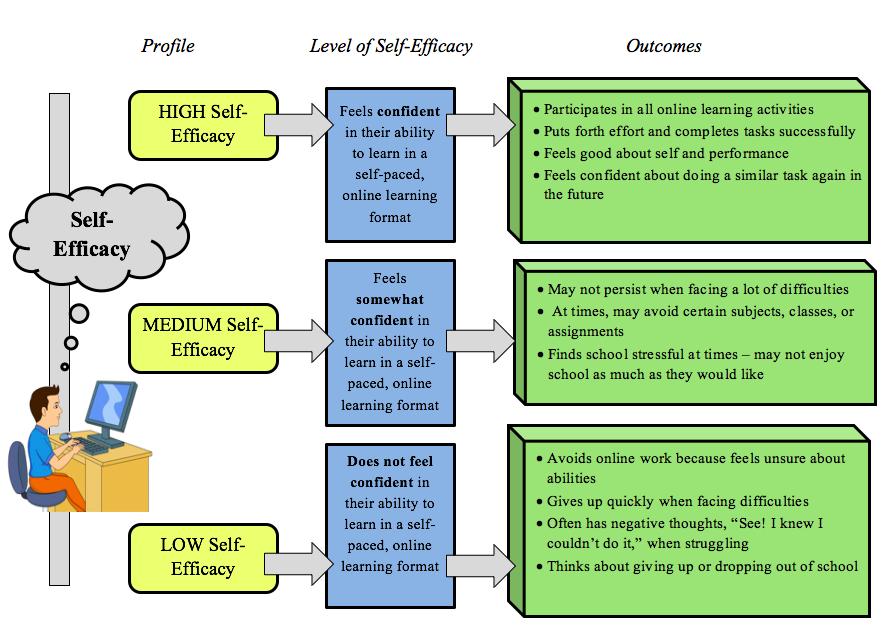 Profile
Level of Self-Efficacy
Outcomes
HIGH Self-
Efficacy
Feels confident
in their ability
to learn in a
self-paced,
online learning
format
• Participates in all online learning activities
• Puts forth effort and completes tasks successfully
• Feels good about self and performance
• Feels confident about doing a similar task again in
the future
Self-
Efficacy
MEDIUM Self-
Efficacy
Feels
somewhat
confident in
their ability to
learn in a self-
paced, online
learning format
• May not persist when facing a lot of difficulties
• At times, may avoid certain subjects, classes, or
assignments
• Finds school stressful at times – may not enjoy
school as much as they would like
LOW Self-
Efficacy
Does not feel
confident in
their ability to
learn in a self-
paced, online
learning format
• Avoids online work because feels unsure about
abilities
• Gives up quickly when facing difficulties
• Often has negative thoughts, “See! I knew I
couldn’t do it,” when struggling
• Thinks about giving up or dropping out of school